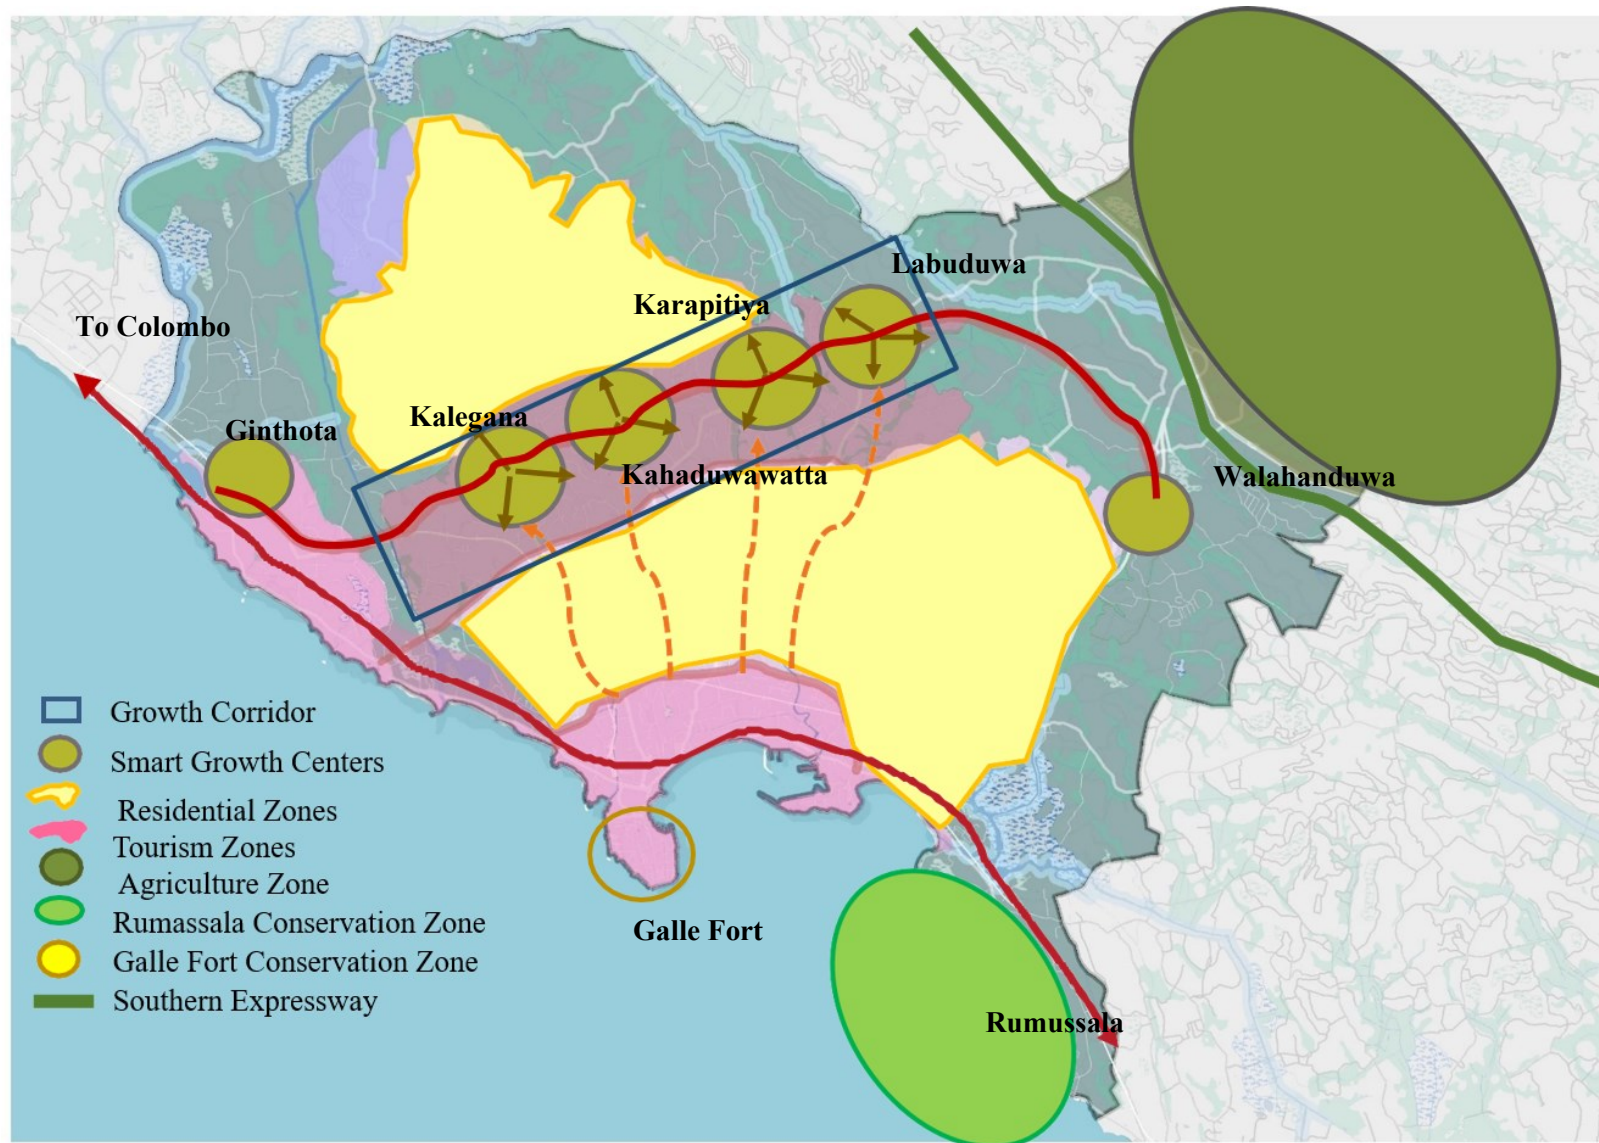 Labuduwa
Karapitiya
To Colombo
Kalegana
Ginthota
Kahaduwawatta
Walahanduwa
Growth Corridor
Smart Growth Centers
Residential Zones
Tourism Zones
Agriculture Zone
Rumassala Conservation Zone
Galle Fort Conservation Zone
Southern Expressway
Galle Fort
Rumussala